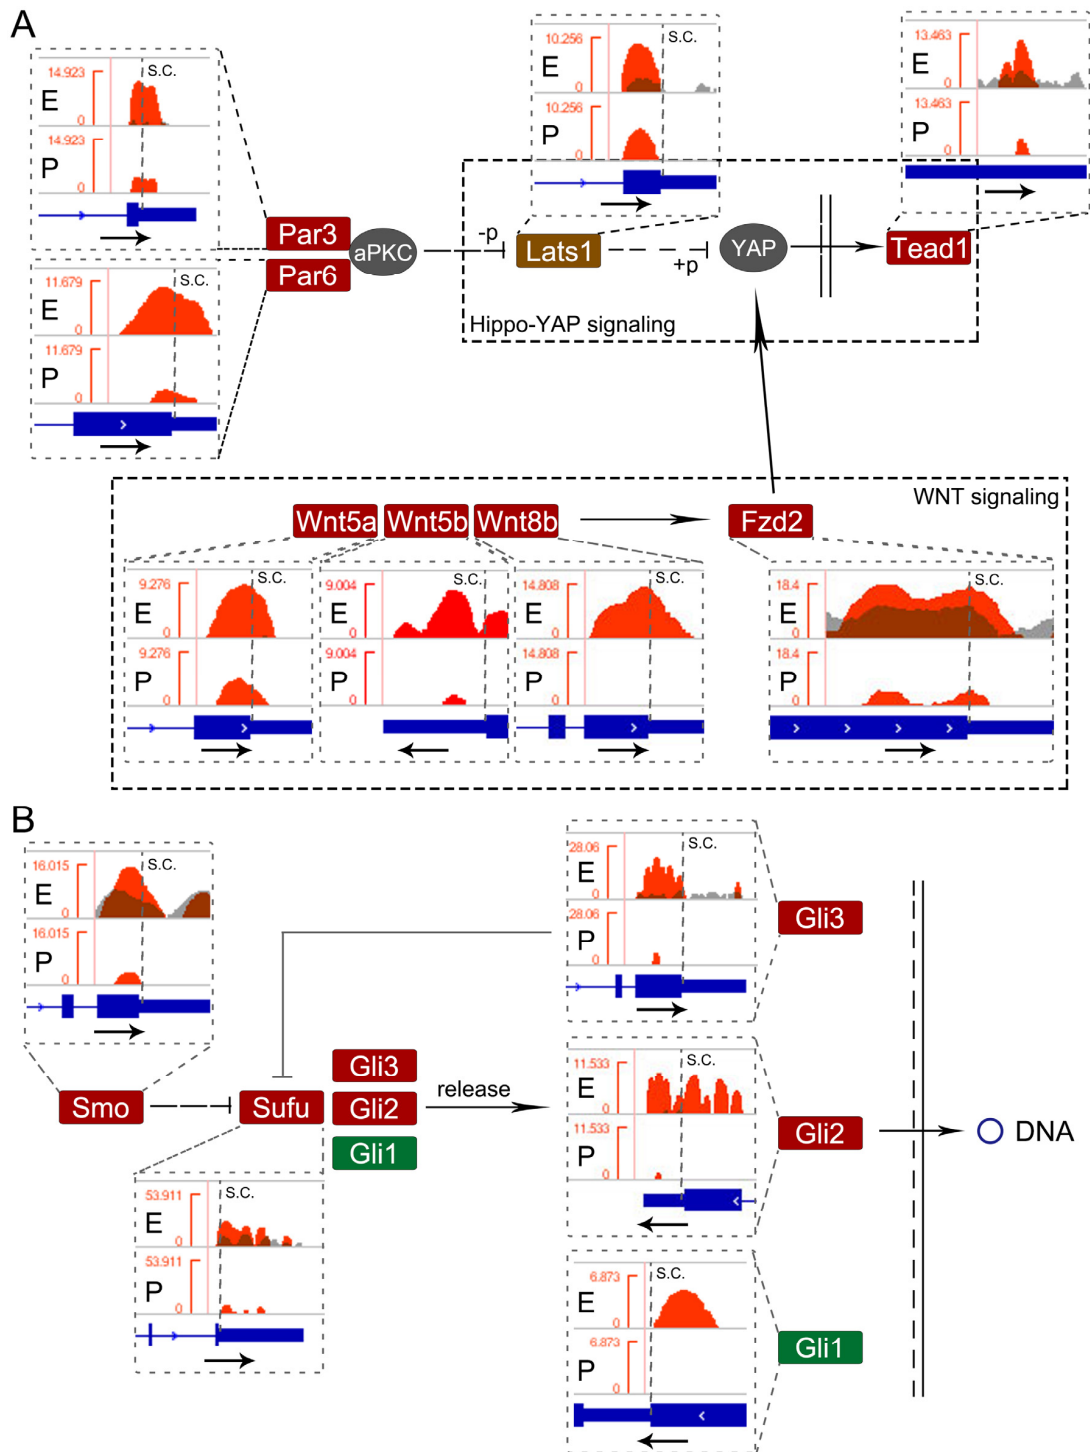 A
14.923
S.C.
E
0
14.923
P
0
10.256
S.C.
E
0
10.256
P
0
13.463
E
0
13.463
P
0
Par3
Par6
aPKC
-p
Lats1
+p
YAP
Tead1
Hippo-YAP signaling
11.679
S.C.
E
0
11.679
P
0
WNT signaling
Wnt5a
Wnt5b
Wnt8b
Fzd2
9.276
S.C.
E
0
9.276
P
0
9.004
S.C.
E
0
9.004
P
0
14.808
S.C.
E
0
14.808
P
0
18.4
S.C.
E
0
18.4
P
0
B
16.015
S.C.
E
0
16.015
P
0
28.06
S.C.
E
0
28.06
P
0
Gli3
Smo
Sufu
Gli3
Gli2
Gli1
release
11.533
S.C.
E
0
11.533
P
0
Gli2
DNA
53.911
S.C.
E
0
53.911
P
0
6.873
S.C.
E
0
6.873
P
0
Gli1